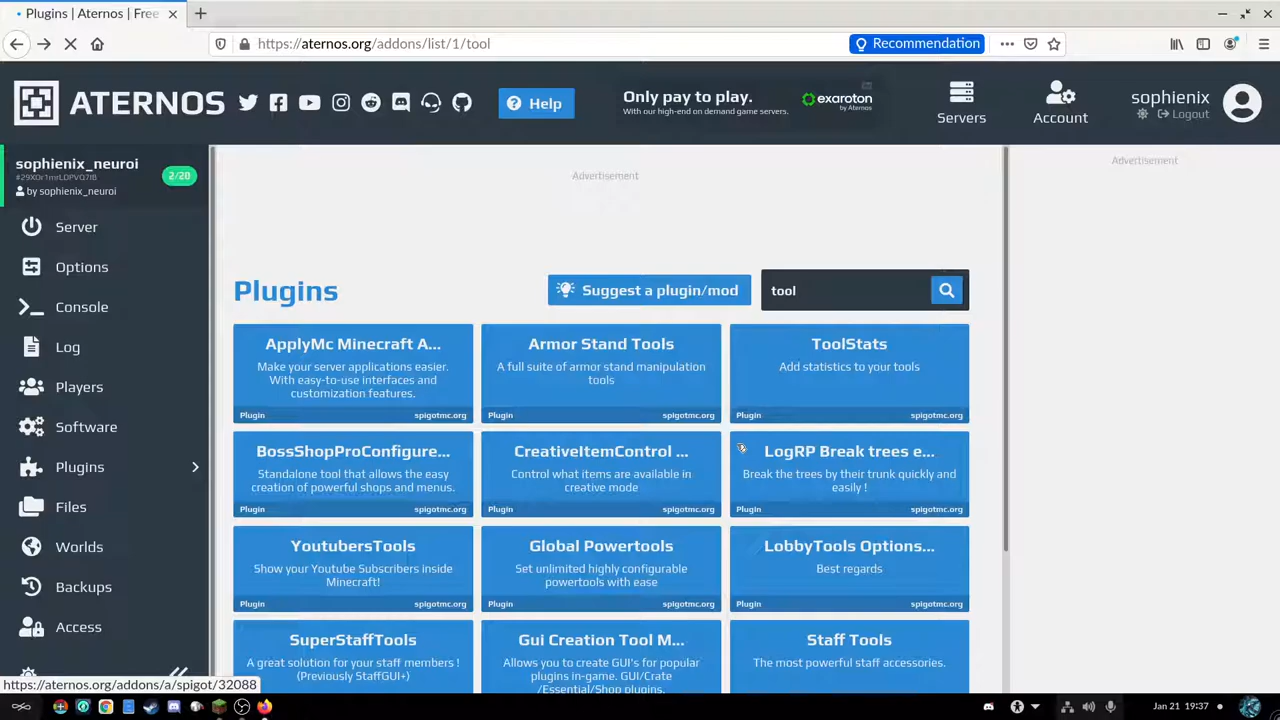 Plugins | Aternos | Free
https://aternos.org/addons/list/1/tool
Recommendation
ATERNOS
Help
Only pay to play.
With our high-end on demand game servers.
exaroton
by Aternos
Servers
Account
sophienix
Logout
sophienix_neuroi
by sophienix_neuroi
2/20
Server
Options
Console
Log
Players
Software
Plugins
Files
Worlds
Backups
Access
Advertisement
Advertisement
Plugins
Suggest a plugin/mod
tool
ApplyMc Minecraft A...
Make your server applications easier.
With easy-to-use interfaces and
customization features.
Plugin
spigotmc.org
Armor Stand Tools
A full suite of armor stand manipulation
tools
Plugin
spigotmc.org
ToolStats
Add statistics to your tools
Plugin
spigotmc.org
BossShopProConfigure...
Standalone tool that allows the easy
creation of powerful shops and menus.
Plugin
spigotmc.org
CreativeItemControl ...
Control what items are available in
creative mode
Plugin
spigotmc.org
LogRP Break trees e...
Break the trees by their trunk quickly and
easily !
Plugin
spigotmc.org
YoutubersTools
Show your Youtube Subscribers inside
Minecraft!
Plugin
spigotmc.org
Global Powertools
Set unlimited highly configurable
powertools with ease
Plugin
spigotmc.org
LobbyTools Options...
Best regards
Plugin
spigotmc.org
SuperStaffTools
A great solution for your staff members !
(Previously StaffGUI+)
Gui Creation Tool M...
Allows you to create GUI's for popular
plugins in-game. GUI/Crate
/Essential/Shop plugins.
Staff Tools
The most powerful staff accessories.
https://aternos.org/addons/a/spigot/32088
Jan 21 19:37